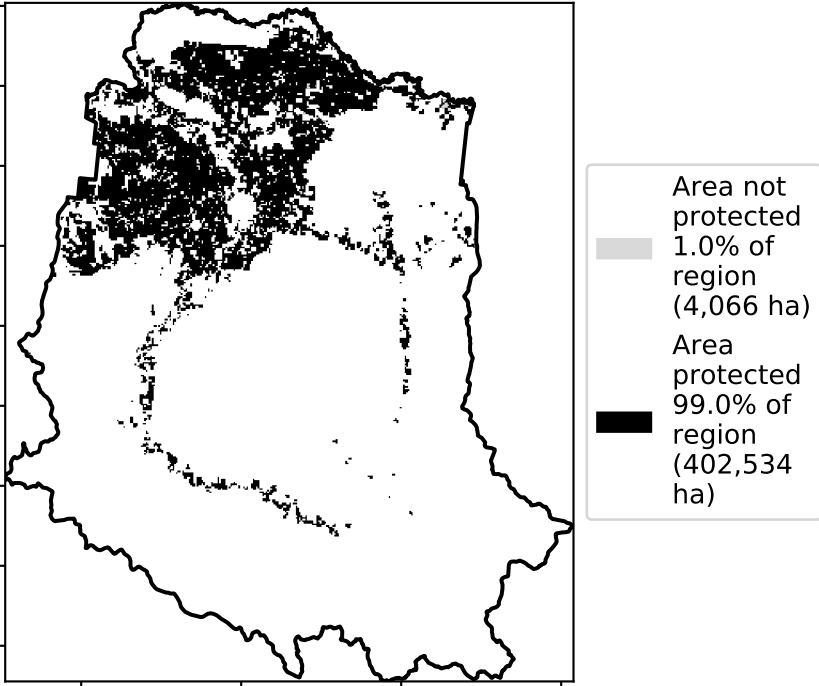 Area not
protected
1.0% of
region
(4,066 ha)
Area
protected
99.0% of
region
(402,534
ha)